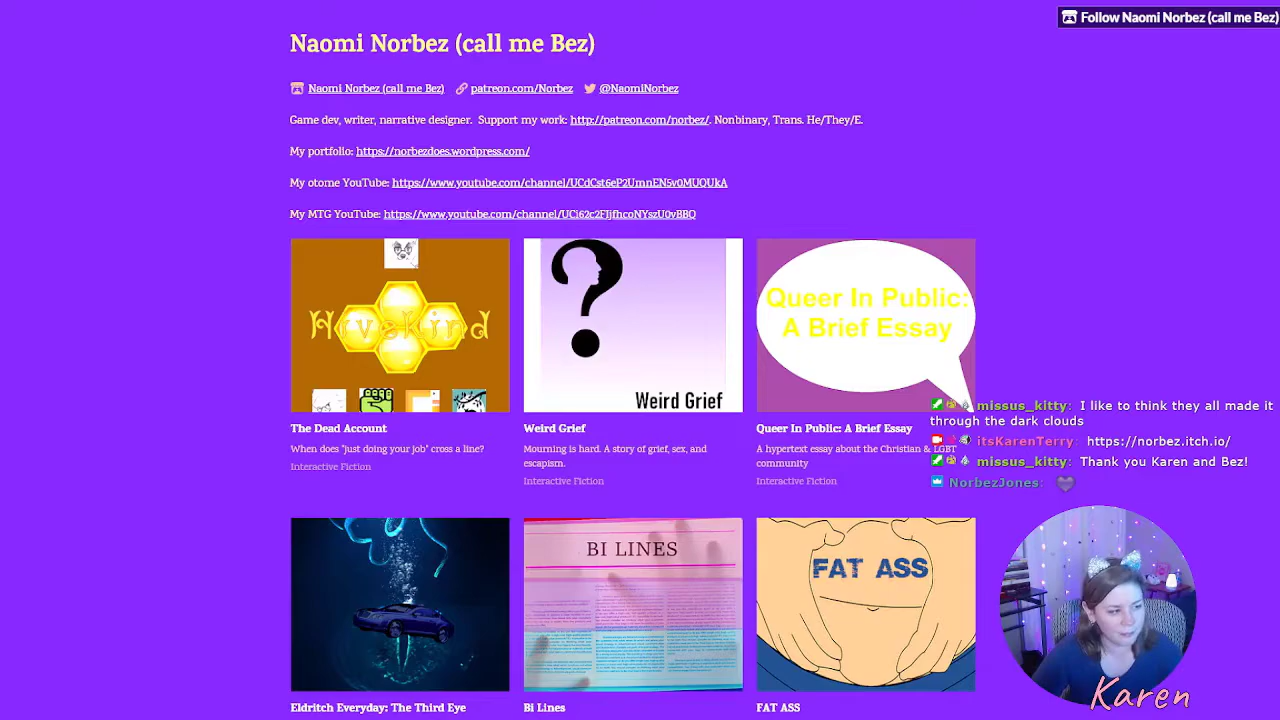 Follow Naomi Norbez (call me Bez)
Naomi Norbez (call me Bez)
Naomi Norbez (call me Bez) patreon.com/Norbez @NaomiNorbez
Game dev, writer, narrative designer. Support my work: http://patreon.com/norbez/. Nonbinary, Trans. He/They/E.
My portfolio: https://norbezdoes.wordpress.com/
My otome YouTube: https://www.youtube.com/channel/UCdCst6eP2UmnEN5v0MUQUkA
My MTG YouTube: https://www.youtube.com/channel/UCi62c2FIjfhcoNYszU0vBBQ
Hivekind
Weird Grief
Queer In Public:
A Brief Essay
The Dead Account
When does "just doing your job" cross a line?
Interactive Fiction
Weird Grief
Mourning is hard. A story of grief, sex, and
escapism.
Interactive Fiction
Queer In Public: A Brief Essay
A hypertext essay about the Christian & LGBT
community
Interactive Fiction
missus_kitty: I like to think they all made it
through the dark clouds
itsKarenTerry: https://norbez.itch.io/
missus_kitty: Thank you Karen and Bez!
NorbezJones:
BI LINES
FAT ASS
Eldritch Everyday: The Third Eye
Bi Lines
FAT ASS
Karen